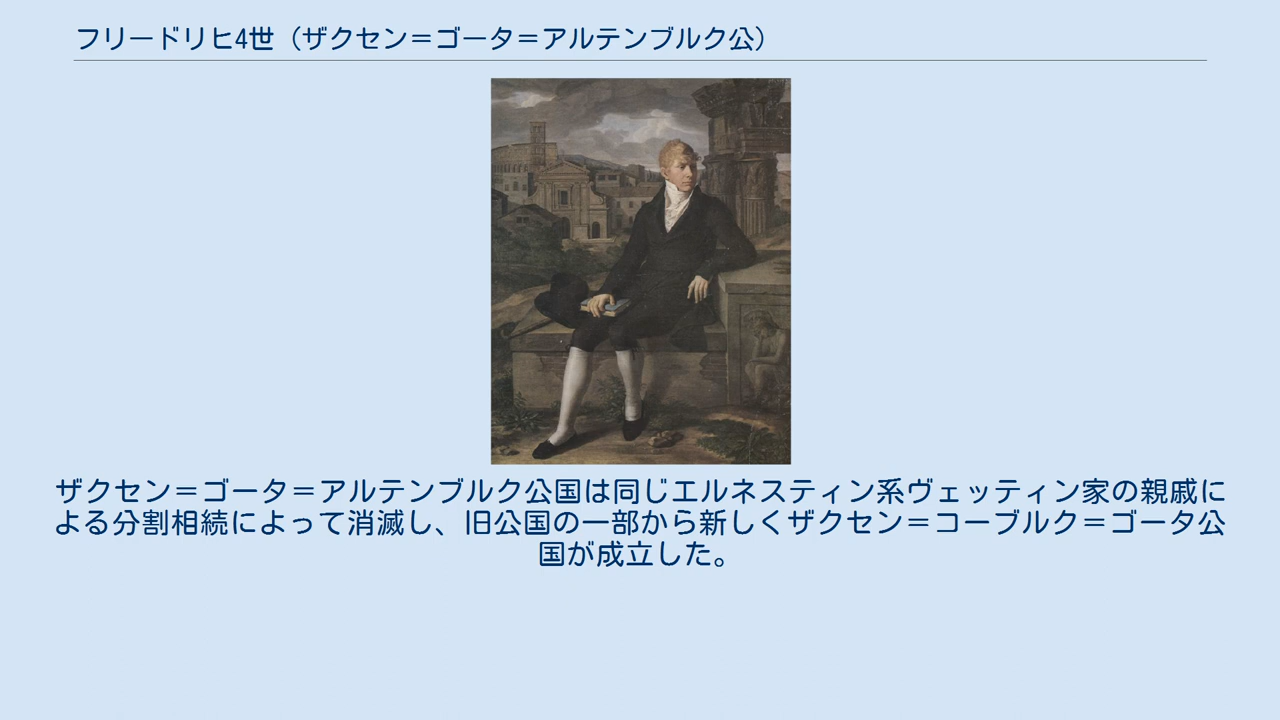 フリードリヒ4世（ザクセン＝ゴータ＝アルテンブルク公）
ザクセン＝ゴータ＝アルテンブルク公国は同じエルネスティン系ヴェッティン家の親戚に
よる分割相続によって消滅し、旧公国の一部から新しくザクセン＝コーブルク＝ゴータ公
国が成立した。